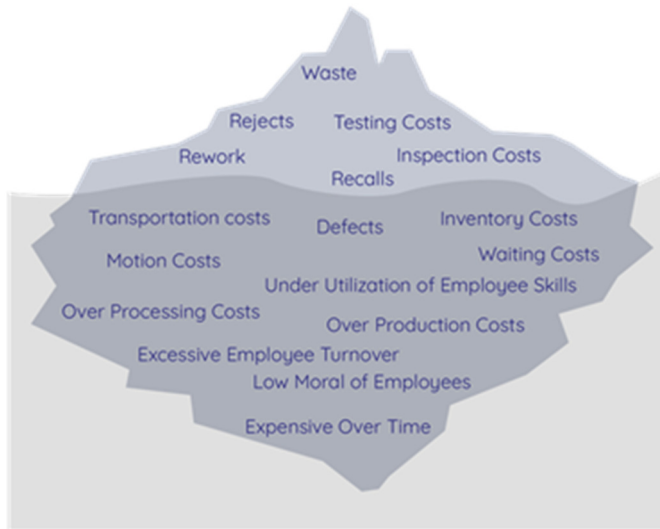 Waste
Rejects
Testing Costs
Rework
Inspection Costs
Recalls
Transportation costs
Defects
Inventory Costs
Motion Costs
Waiting Costs
Under Utilization of Employee Skills
Over Processing Costs
Over Production Costs
Excessive Employee Turnover
Low Moral of Employees
Expensive Over Time